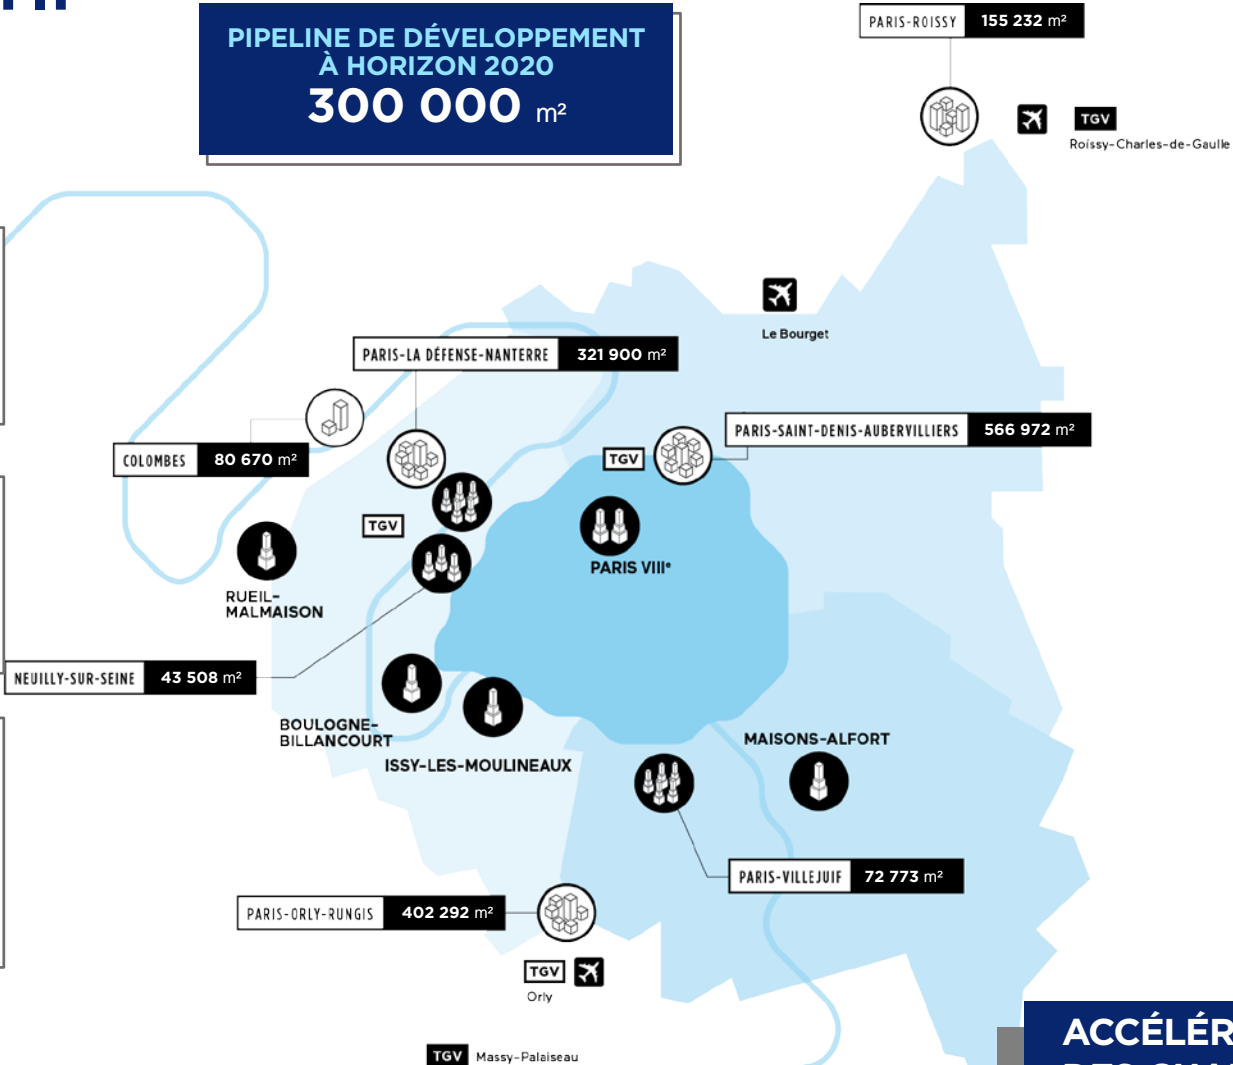 PIPELINE DE DÉVELOPPEMENT
À HORIZON 2020
300 000 m²
PARIS-ROISSY 155 232 m²
TGV
Roissy-Charles-de-Gaulle
Le Bourget
PARIS-LA DÉFENSE-NANTERRE 321 900 m²
PARIS-SAINT-DENIS-AUBERVILLIERS 566 972 m²
COLOMBES 80 670 m²
TGV
TGV
PARIS VIIIᵉ
RUEIL-
MALMAISON
NEUILLY-SUR-SEINE 43 508 m²
BOULOGNE-
BILLANCOURT
ISSY-LES-MOULINEAUX
MAISONS-ALFORT
PARIS-VILLEJUIF 72 773 m²
PARIS-ORLY-RUNGIS 402 292 m²
TGV
Orly
TGV Massy-Palaiseau
ACCÉLÉR